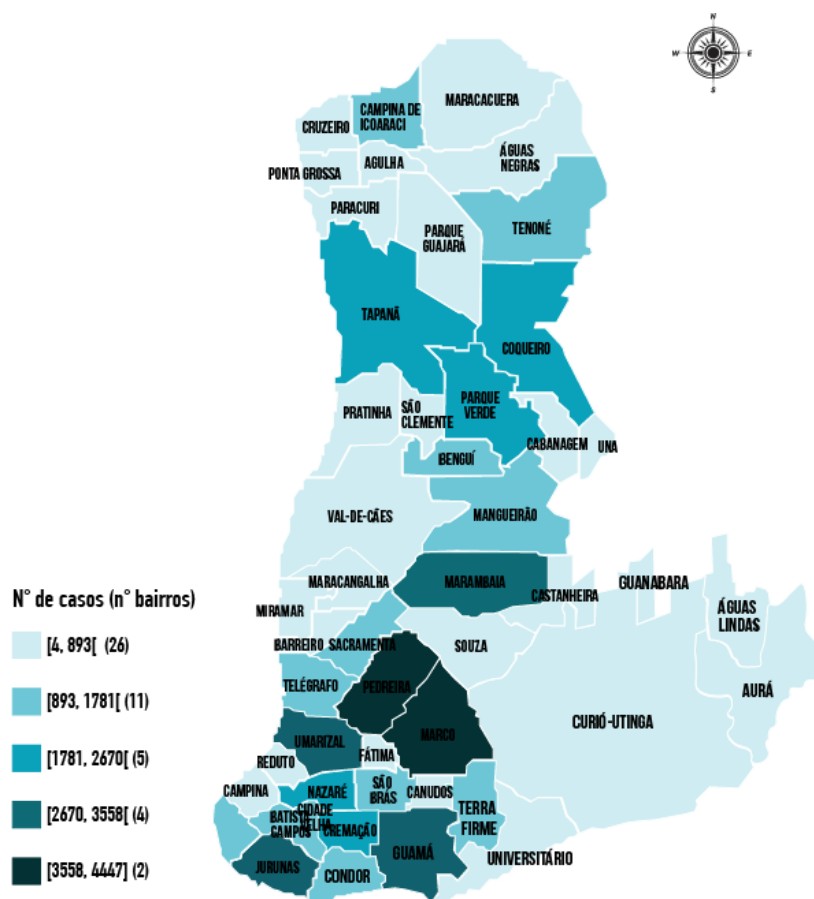 N
W
E
S
MARACACUERA
CAMPINA DE
ICOARACI
CRUZEIRO
ÁGUAS
NEGRAS
AGULHA
PONTA GROSSA
PARACURI
TENONÉ
PARQUE
GUAJARÁ
TAPANÃ
COQUEIRO
PARQUE
VERDE
PRATINHA
SÃO
CLEMENTE
CABANAGEM
UNA
BENGUÍ
VAL-DE-CÃES
MANGUEIRÃO
MARACANGALHA
MARAMBAIA
CASTANHEIRA
GUANABARA
ÁGUAS
LINDAS
MIRAMAR
BARREIRO
SACRAMENTA
SOUZA
TELÉGRAFO
PEDREIRA
AURÁ
CURIÓ-UTINGA
UMARIZAL
MARCO
FÁTIMA
REDUTO
CAMPINA
NAZARÉ
SÃO
BRÁS
CANUDOS
CIDADE
VELHA
BATISTA
CAMPOS
CREMAÇÃO
TERRA
FIRME
GUAMÁ
UNIVERSITÁRIO
JURUNAS
CONDOR
N° de casos (n° bairros)
[4, 893[ (26)
[893, 1781[ (11)
[1781, 2670[ (5)
[2670, 3558[ (4)
[3558, 4447] (2)